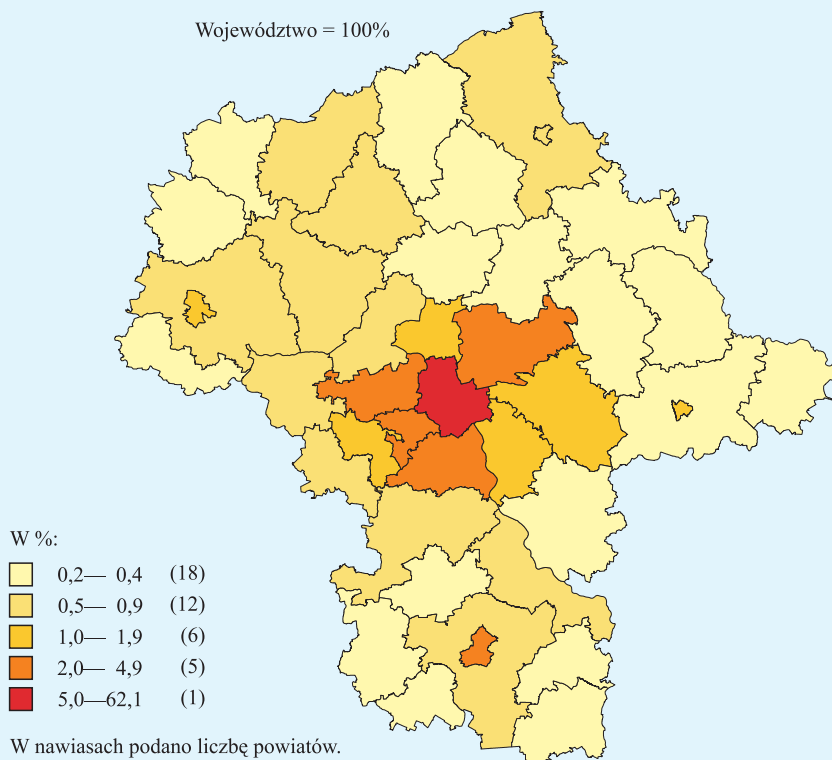 Województwo = 100%
W %:
0,2— 0,4 (18)
0,5— 0,9 (12)
1,0— 1,9 (6)
2,0— 4,9 (5)
5,0—62,1 (1)
W nawiasach podano liczbę powiatów.